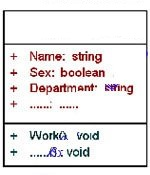 + Name: string
+ Sex: boolean
+ Department: string
+ ......: ......
+ Work() void
+ ......() void